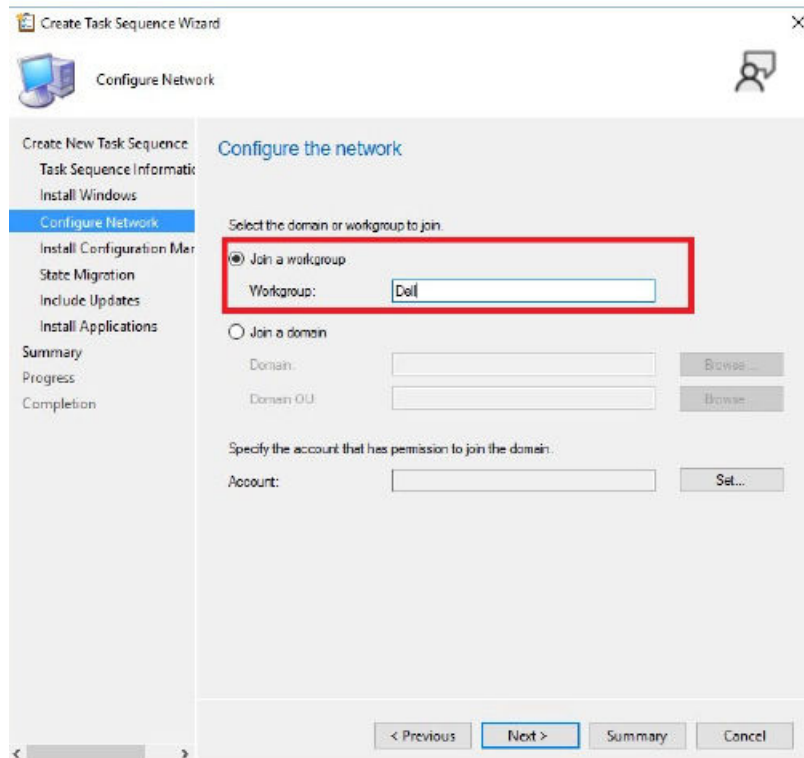 Create Task Sequence Wizard
Configure Network
Create New Task Sequence
Task Sequence Informatic
Install Windows
Configure Network
Install Configuration Mar
State Migration
Include Updates
Install Applications
Summary
Progress
Completion
Configure the network
Select the domain or workgroup to join.
Join a workgroup
Workgroup: Dell
Join a domain
Domain: Browse...
Domain OU: Browse
Specify the account that has permission to join the domain.
Account: Set...
< Previous Next > Summary Cancel